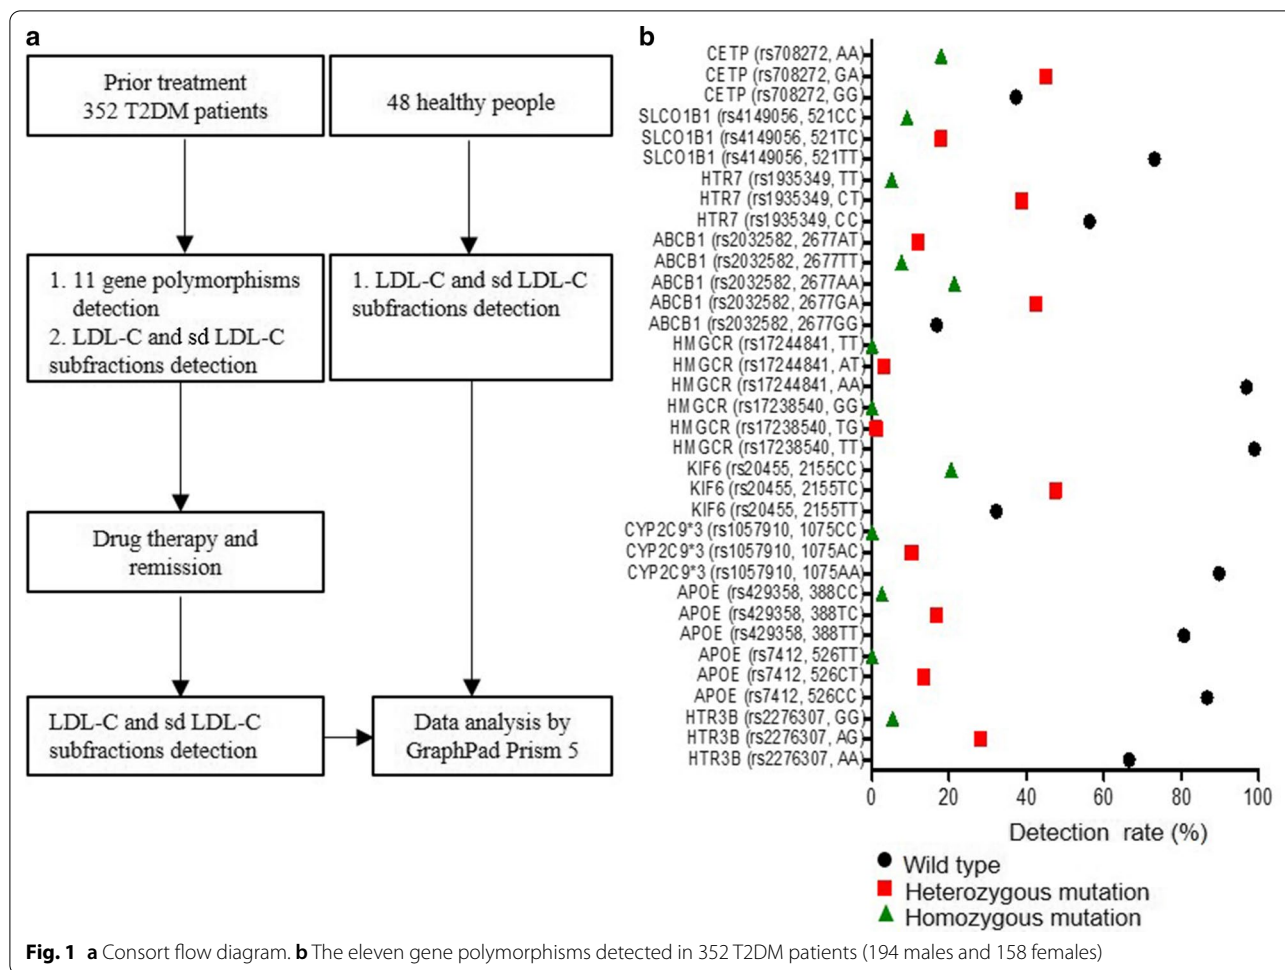 a
Prior treatment
352 T2DM patients
48 healthy people
1. 11 gene polymorphisms
detection
2. LDL-C and sd LDL-C
subfractions detection
1. LDL-C and sd LDL-C
subfractions detection
Drug therapy and
remission
LDL-C and sd LDL-C
subfractions detection
Data analysis by
GraphPad Prism 5
b
CETP (rs708272, AA)
CETP (rs708272, GA)
CETP (rs708272, GG)
SLCO1B1 (rs4149056, 521CC)
SLCO1B1 (rs4149056, 521TC)
SLCO1B1 (rs4149056, 521TT)
HTR7 (rs1935349, TT)
HTR7 (rs1935349, CT)
HTR7 (rs1935349, CC)
ABCB1 (rs2032582, 2677AT)
ABCB1 (rs2032582, 2677TT)
ABCB1 (rs2032582, 2677AA)
ABCB1 (rs2032582, 2677GA)
ABCB1 (rs2032582, 2677GG)
HMGCR (rs17244841, TT)
HMGCR (rs17244841, AT)
HMGCR (rs17244841, AA)
HMGCR (rs17238540, GG)
HMGCR (rs17238540, TG)
HMGCR (rs17238540, TT)
KIF6 (rs20455, 2155CC)
KIF6 (rs20455, 2155TC)
KIF6 (rs20455, 2155TT)
CYP2C9*3 (rs1057910, 1075CC)
CYP2C9*3 (rs1057910, 1075AC)
CYP2C9*3 (rs1057910, 1075AA)
APOE (rs429358, 388CC)
APOE (rs429358, 388TC)
APOE (rs429358, 388TT)
APOE (rs7412, 526TT)
APOE (rs7412, 526CT)
APOE (rs7412, 526CC)
HTR3B (rs2276307, GG)
HTR3B (rs2276307, AG)
HTR3B (rs2276307, AA)
0 20 40 60 80 100
Detection rate (%)
Wild type
Heterozygous mutation
Homozygous mutation
Fig. 1 a Consort flow diagram. b The eleven gene polymorphisms detected in 352 T2DM patients (194 males and 158 females)